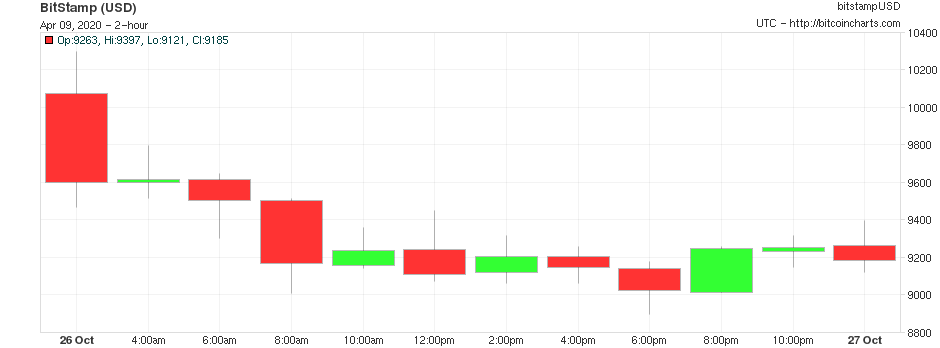 BitStamp (USD)
bitstampUSD
Apr 09, 2020 - 2-hour
UTC - http://bitcoincharts.com
Op:9263, Hi:9397, Lo:9121, Cl:9185
10400
10200
10000
9800
9600
9400
9200
9000
8800
26 Oct 4:00am 6:00am 8:00am 10:00am 12:00pm 2:00pm 4:00pm 6:00pm 8:00pm 10:00pm 27 Oct